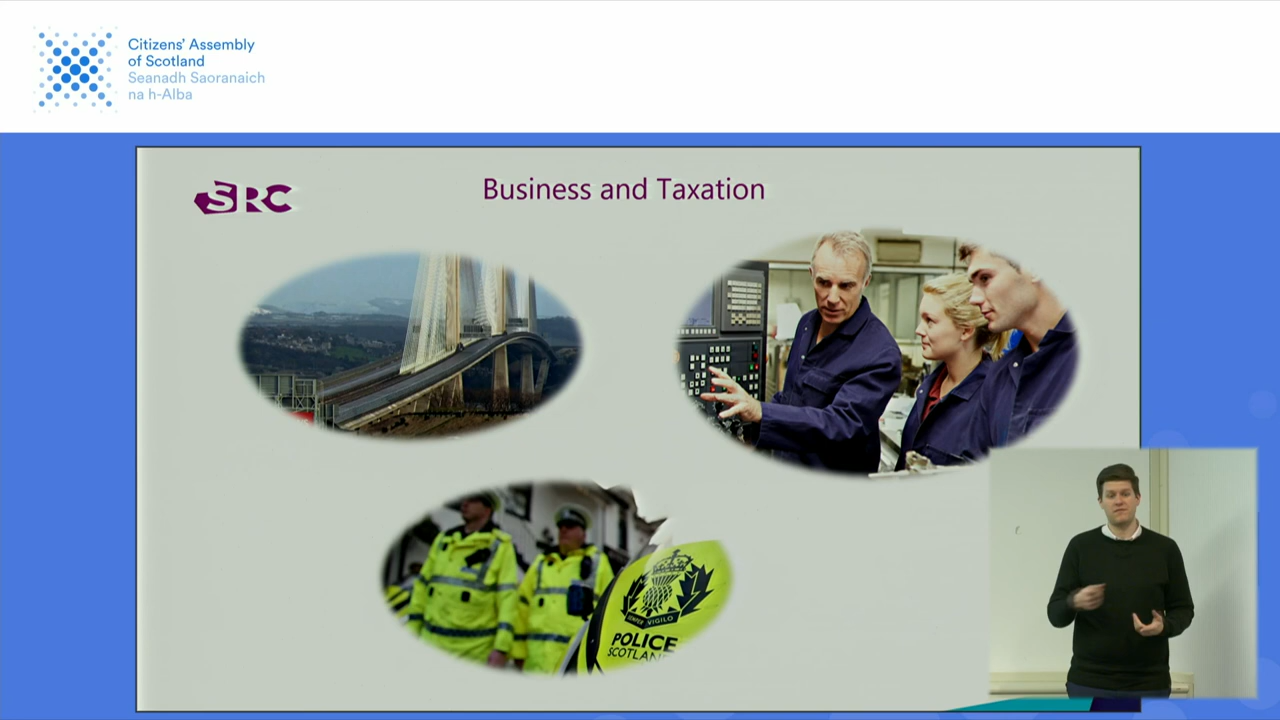 Citizens' Assembly
of Scotland
Seanadh Saoranaich
na h-Alba
SRC
Business and Taxation
SEMPER VIGILO
POLICE
SCOTLAND